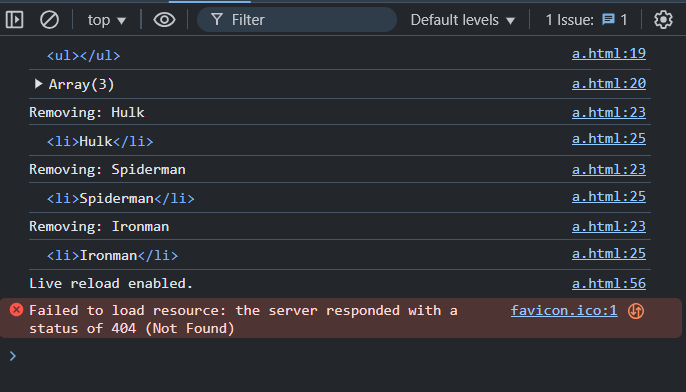 top Filter Default levels 1 Issue: 1
<ul></ul> a.html:19
Array(3) a.html:20
Removing: Hulk a.html:23
<li>Hulk</li> a.html:25
Removing: Spiderman a.html:23
<li>Spiderman</li> a.html:25
Removing: Ironman a.html:23
<li>Ironman</li> a.html:25
Live reload enabled. a.html:56
Failed to load resource: the server responded with a favicon.ico:1
status of 404 (Not Found)